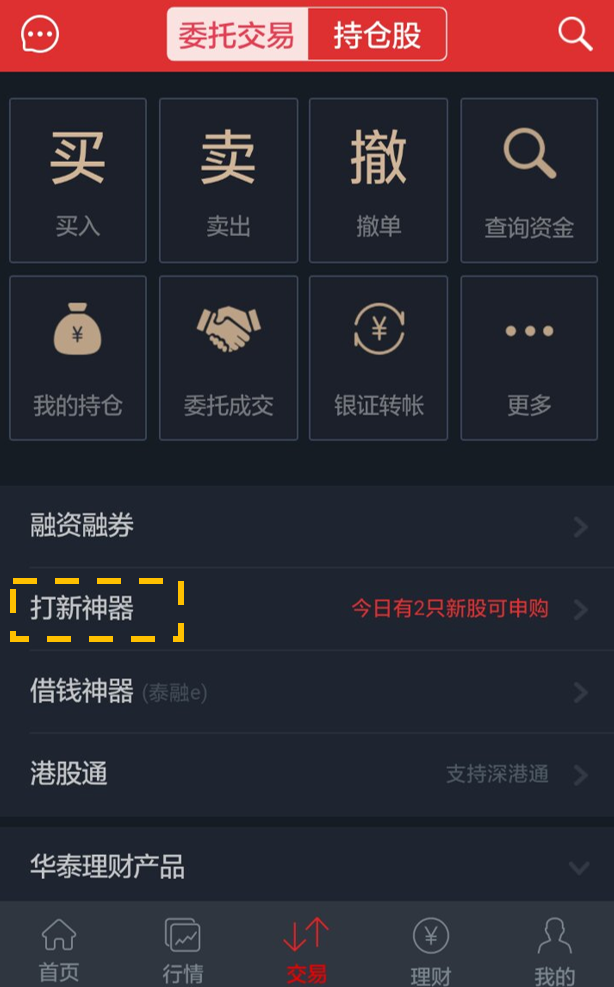 委托交易 持仓股
买 卖 撤
买入 卖出 撤单 查询资金
¥ ¥
我的持仓 委托成交 银证转帐 更多
融资融券
打新神器 今日有2只新股可申购
借钱神器 (泰融e)
港股通 支持深港通
华泰理财产品
¥
首页 行情 交易 理财 我的